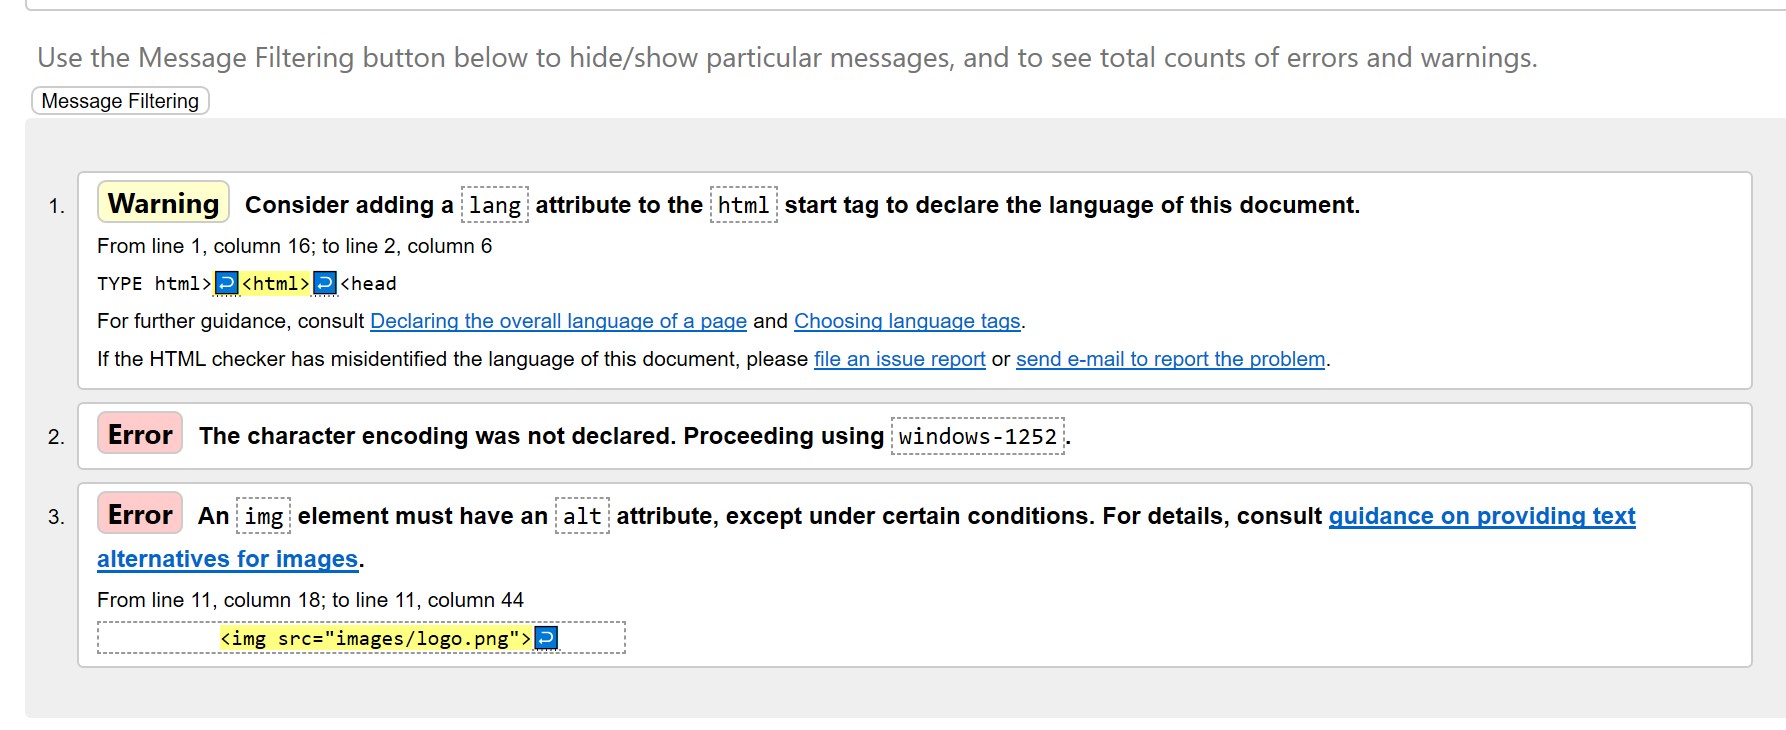 Use the Message Filtering button below to hide/show particular messages, and to see total counts of errors and warnings.
Message Filtering
1. Warning Consider adding a lang attribute to the html start tag to declare the language of this document.
From line 1, column 16; to line 2, column 6
TYPE html>↩<html>↩<head
For further guidance, consult Declaring the overall language of a page and Choosing language tags.
If the HTML checker has misidentified the language of this document, please file an issue report or send e-mail to report the problem.
2. Error The character encoding was not declared. Proceeding using windows-1252.
3. Error An img element must have an alt attribute, except under certain conditions. For details, consult guidance on providing text
alternatives for images.
From line 11, column 18; to line 11, column 44
<img src="images/logo.png">↩